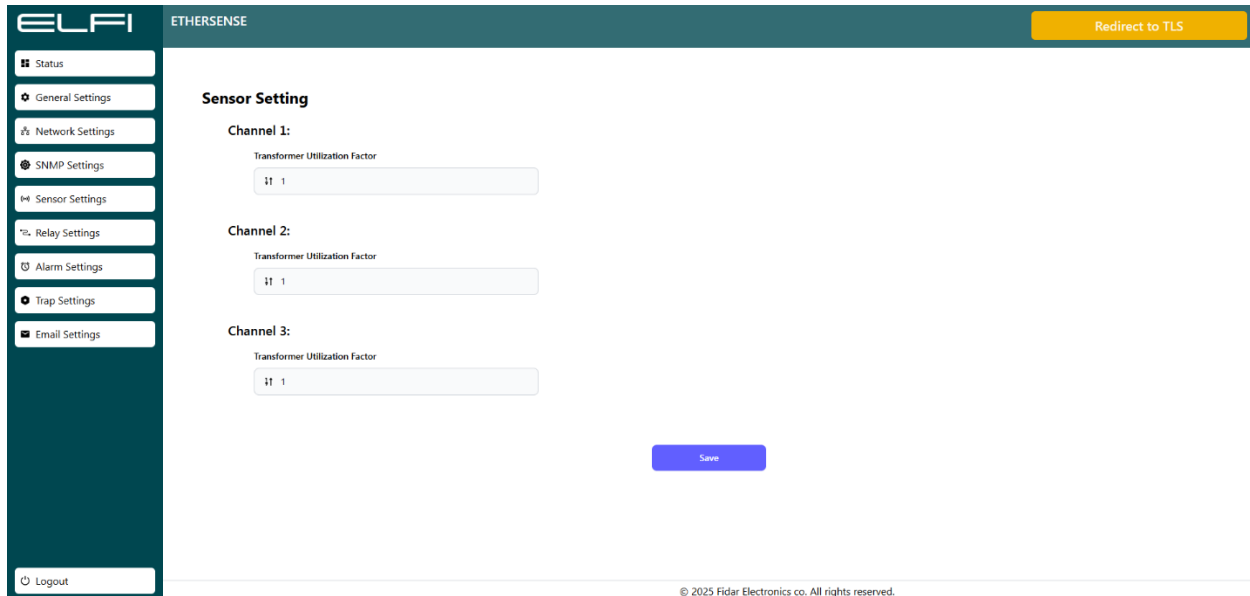 ELFI
ETHERSENSE
Redirect to TLS
Status
General Settings
Network Settings
SNMP Settings
Sensor Settings
Relay Settings
Alarm Settings
Trap Settings
Email Settings
Logout
Sensor Setting
Channel 1:
Transformer Utilization Factor
1
Channel 2:
Transformer Utilization Factor
1
Channel 3:
Transformer Utilization Factor
1
Save
© 2025 Fidar Electronics co. All rights reserved.